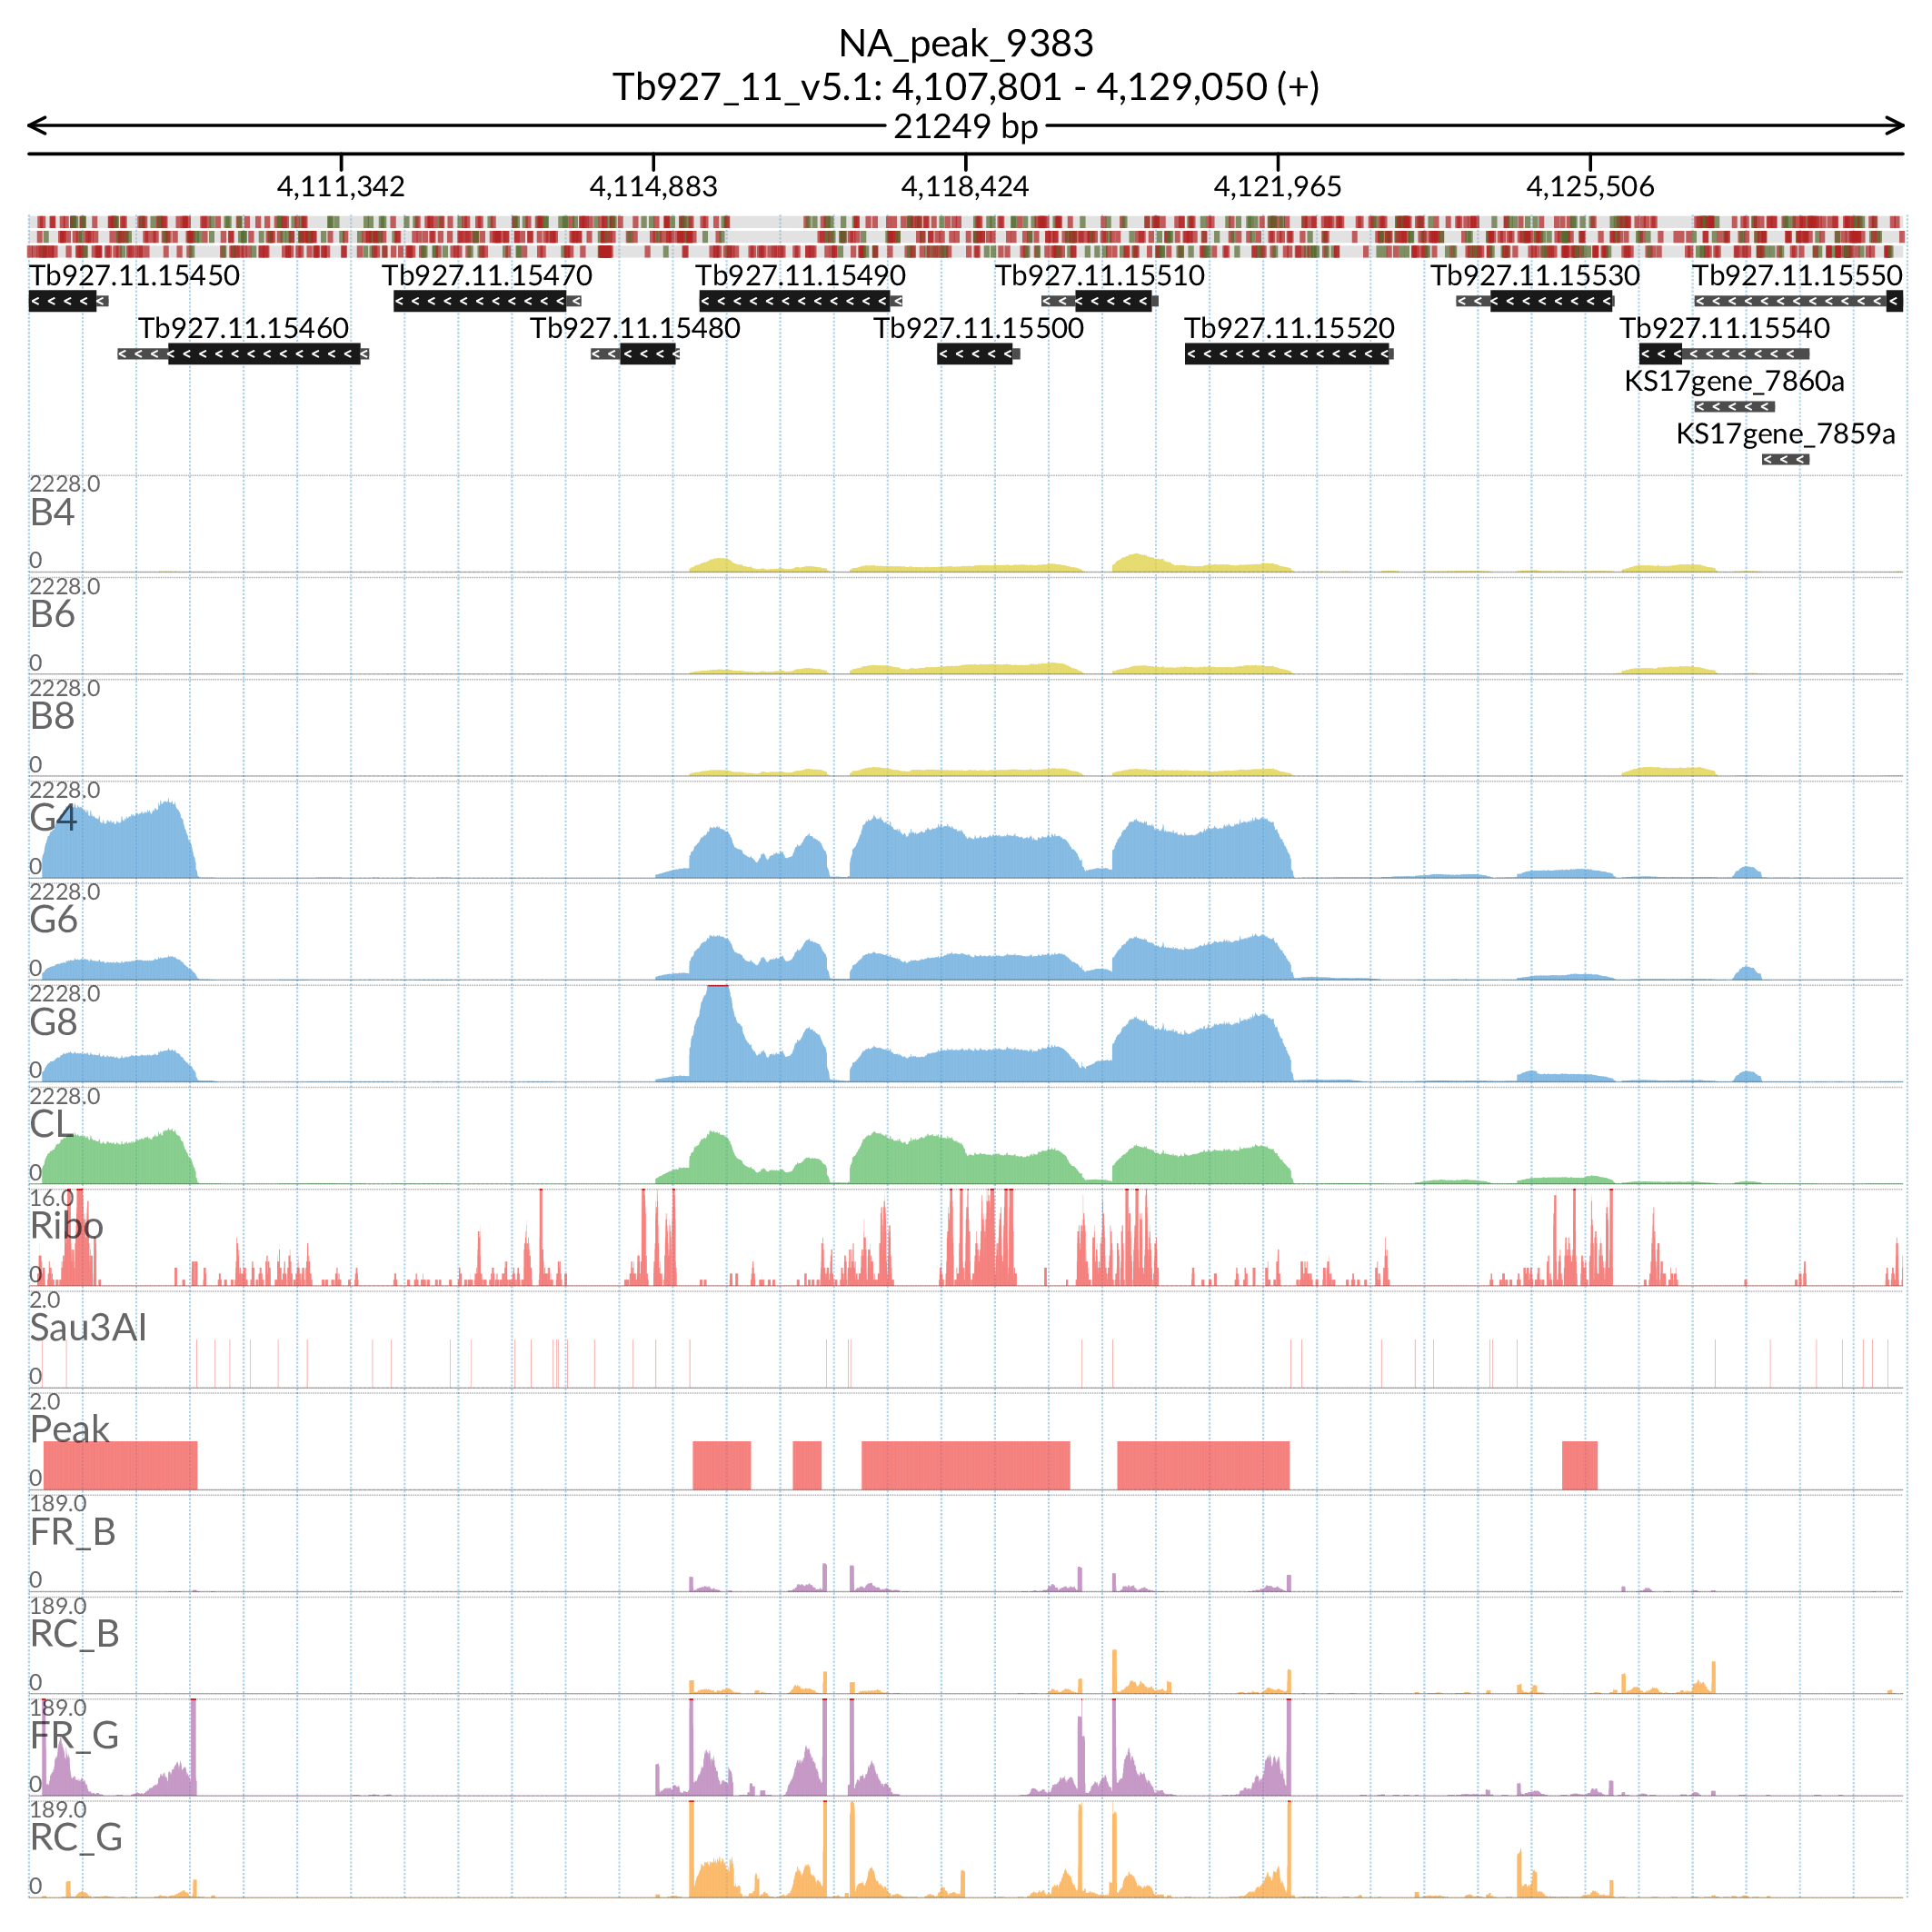 NA_peak_9383
Tb927_11_v5.1: 4,107,801 - 4,129,050 (+)
21249 bp
4,111,342 4,114,883 4,118,424 4,121,965 4,125,506
Tb927.11.15450 Tb927.11.15470 Tb927.11.15490 Tb927.11.15510 Tb927.11.15530 Tb927.11.15550
Tb927.11.15460 Tb927.11.15480 Tb927.11.15500 Tb927.11.15520 Tb927.11.15540
KS17gene_7860a
KS17gene_7859a
2228.0
B4
0
2228.0
B6
0
2228.0
B8
0
2228.0
G4
0
2228.0
G6
0
2228.0
G8
0
2228.0
CL
0
16.0
Ribo
0
2.0
Sau3AI
0
2.0
Peak
0
189.0
FR_B
0
189.0
RC_B
0
189.0
FR_G
0
189.0
RC_G
0